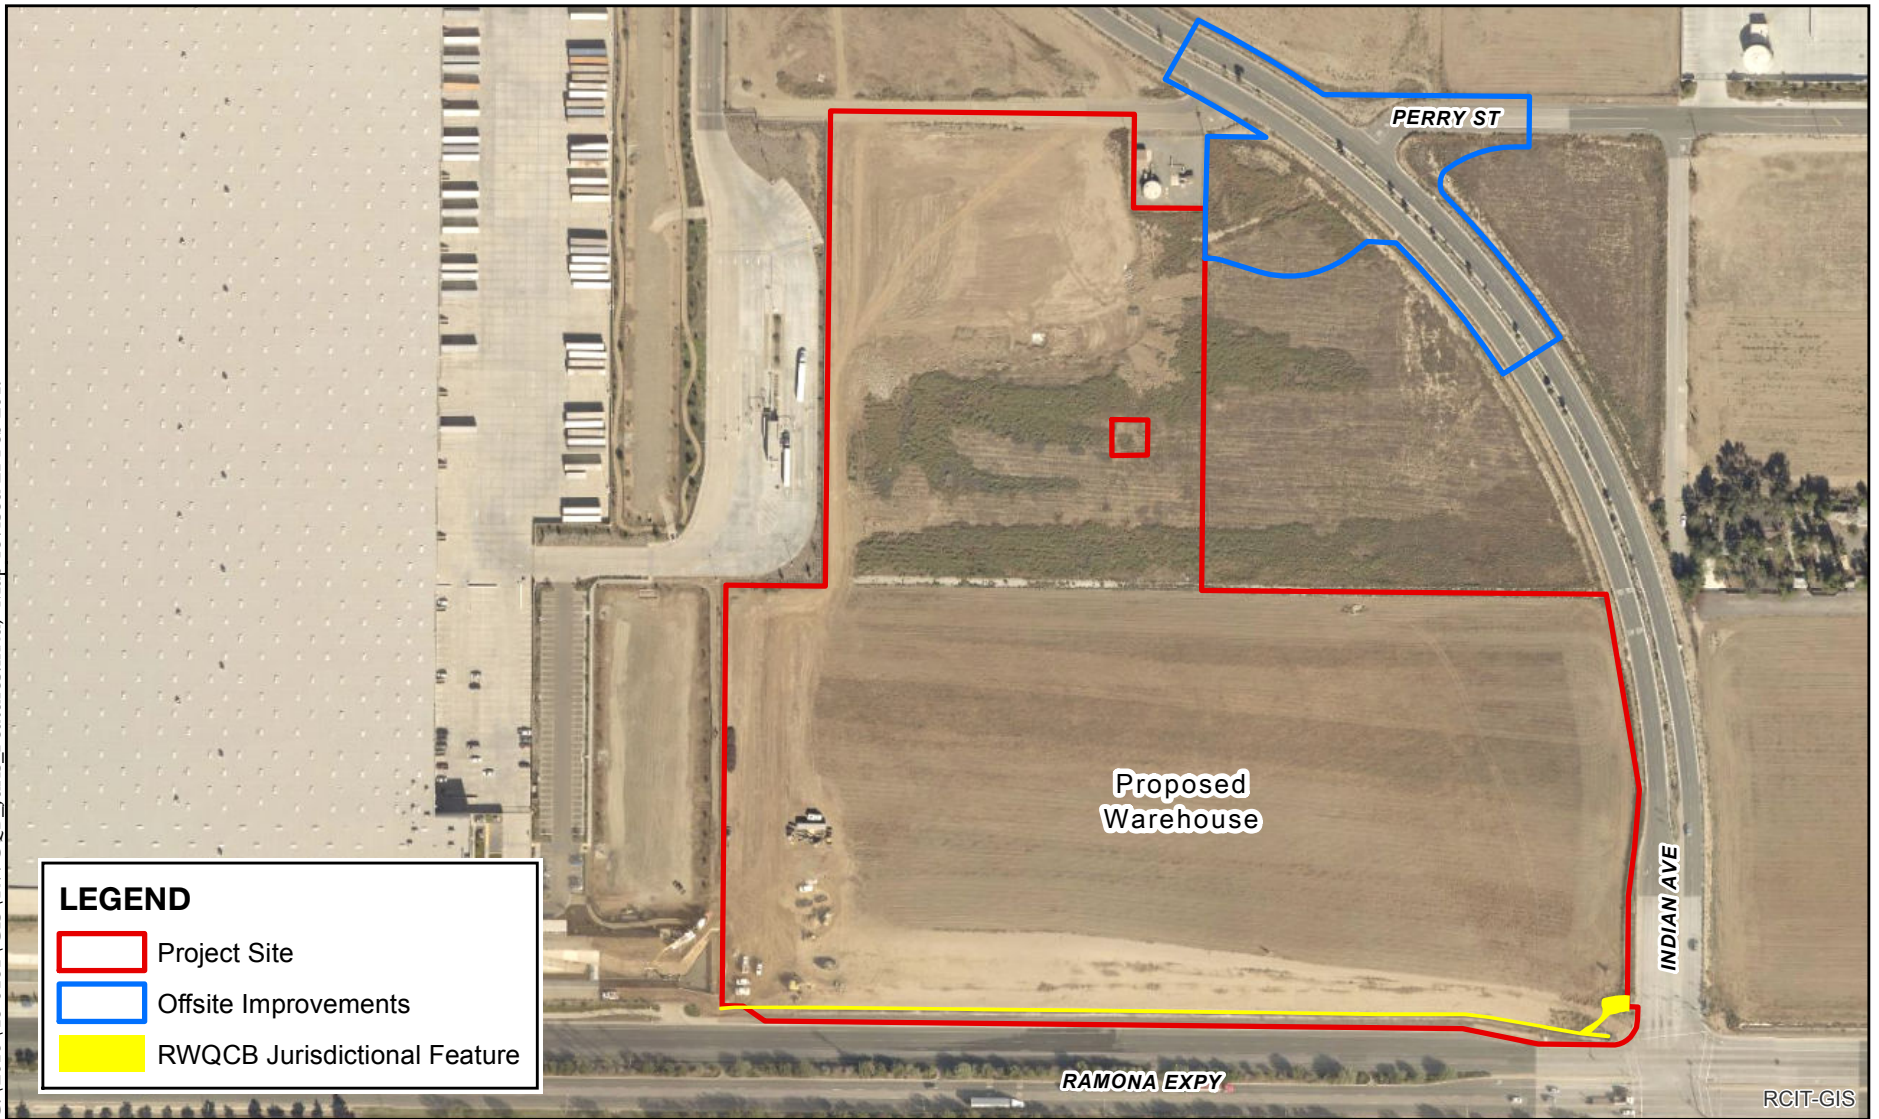 PERRY ST
Proposed
Warehouse
INDIAN AVE
LEGEND
Project Site
Offsite Improvements
RWQCB Jurisdictional Feature
RAMONA EXPY
RCIT-GIS